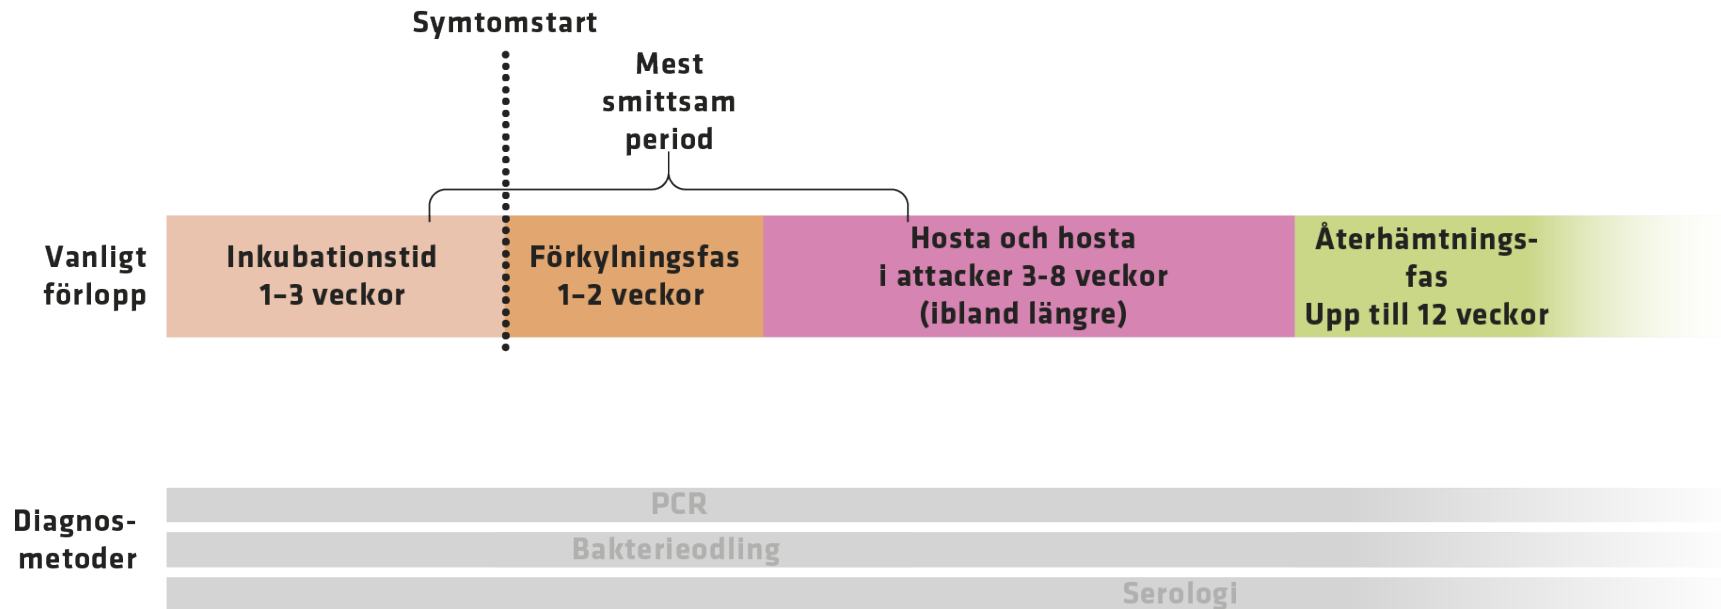 Symtomstart
Mest
smittsam
period
Vanligt
förlopp
Inkubationstid
1–3 veckor
Förkylningsfas
1–2 veckor
Hosta och hosta
i attacker 3-8 veckor
(ibland längre)
Återhämtnings-
fas
Upp till 12 veckor
Diagnos-
metoder
PCR
Bakterieodling
Serologi